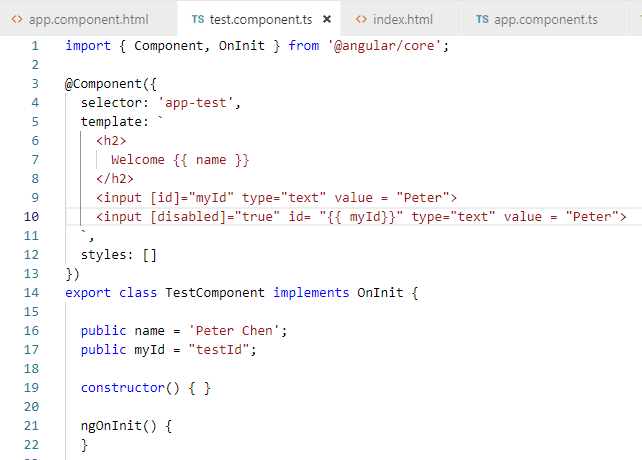 <> app.component.html TS test.component.ts × <> index.html TS app.component.ts
1 import { Component, OnInit } from '@angular/core';
2
3 @Component({
4   selector: 'app-test',
5   template: `
6     <h2>
7       Welcome {{ name }}
8     </h2>
9     <input [id]="myId" type="text" value = "Peter">
10     <input [disabled]="true" id= "{{ myId}}" type="text" value = "Peter">
11   `,
12   styles: []
13 })
14 export class TestComponent implements OnInit {
15
16   public name = 'Peter Chen';
17   public myId = "testId";
18
19   constructor() { }
20
21   ngOnInit() {
22   }